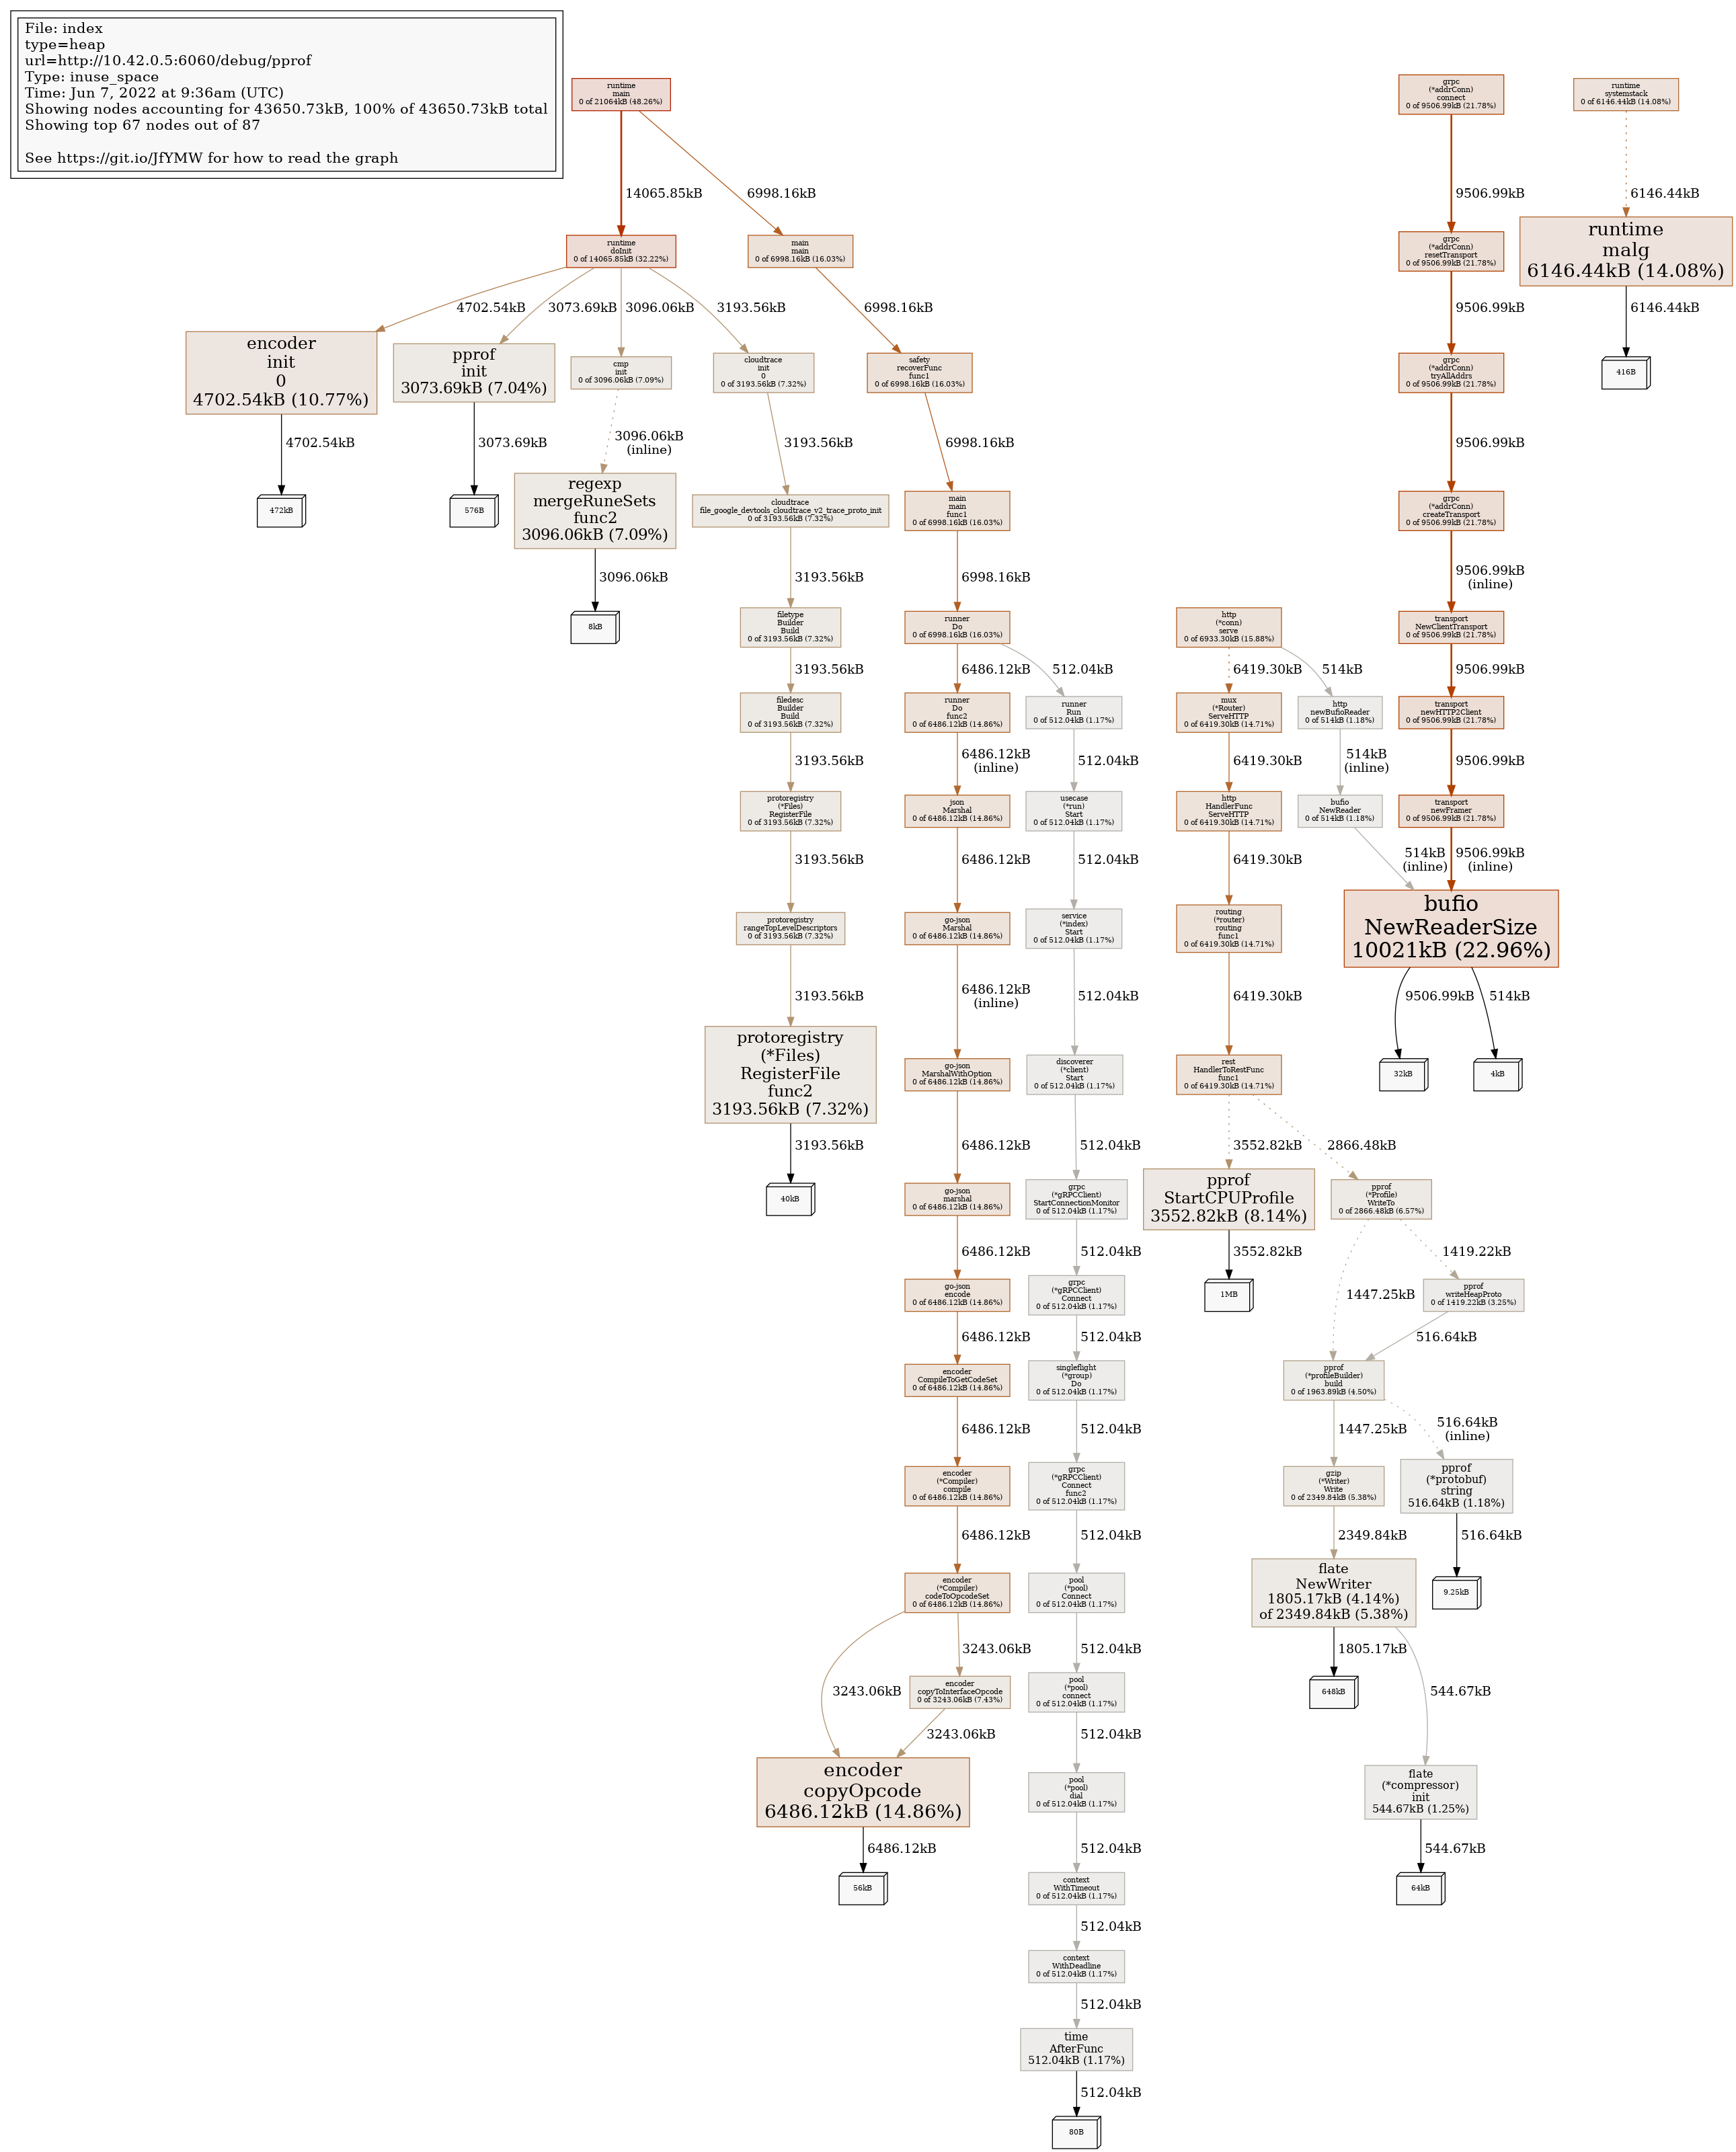 File: index
type=heap
url=http://10.42.0.5:6060/debug/pprof
Type: inuse_space
Time: Jun 7, 2022 at 9:36am (UTC)
Showing nodes accounting for 43650.73kB, 100% of 43650.73kB total
Showing top 67 nodes out of 87
See https://git.io/JfYMW for how to read the graph
runtime
main
0 of 21064kB (48.26%)
14065.85kB
6998.16kB
runtime
doInit
0 of 14065.85kB (32.22%)
main
main
0 of 6998.16kB (16.03%)
4702.54kB
3073.69kB
3096.06kB
3193.56kB
6998.16kB
encoder
init
0
4702.54kB (10.77%)
pprof
init
3073.69kB (7.04%)
cmp
init
0 of 3096.06kB (7.09%)
cloudtrace
init
0
0 of 3193.56kB (7.32%)
safety
recoverFunc
func1
0 of 6998.16kB (16.03%)
4702.54kB
3073.69kB
3096.06kB
(inline)
3193.56kB
6998.16kB
472kB
576B
regexp
mergeRuneSets
func2
3096.06kB (7.09%)
3096.06kB
8kB
cloudtrace
file_google_devtools_cloudtrace_v2_trace_proto_init
0 of 3193.56kB (7.32%)
3193.56kB
filetype
Builder
Build
0 of 3193.56kB (7.32%)
3193.56kB
filedesc
Builder
Build
0 of 3193.56kB (7.32%)
3193.56kB
protoregistry
(*Files)
RegisterFile
0 of 3193.56kB (7.32%)
3193.56kB
protoregistry
rangeTopLevelDescriptors
0 of 3193.56kB (7.32%)
3193.56kB
protoregistry
(*Files)
RegisterFile
func2
3193.56kB (7.32%)
3193.56kB
40kB
main
main
func1
0 of 6998.16kB (16.03%)
6998.16kB
runner
Do
0 of 6998.16kB (16.03%)
6486.12kB
512.04kB
runner
Do
func2
0 of 6486.12kB (14.86%)
6486.12kB
(inline)
json
Marshal
0 of 6486.12kB (14.86%)
6486.12kB
go-json
Marshal
0 of 6486.12kB (14.86%)
6486.12kB
(inline)
go-json
MarshalWithOption
0 of 6486.12kB (14.86%)
6486.12kB
go-json
marshal
0 of 6486.12kB (14.86%)
6486.12kB
go-json
encode
0 of 6486.12kB (14.86%)
6486.12kB
encoder
CompileToGetCodeSet
0 of 6486.12kB (14.86%)
6486.12kB
encoder
(*Compiler)
compile
0 of 6486.12kB (14.86%)
6486.12kB
encoder
(*Compiler)
codeToOpcodeSet
0 of 6486.12kB (14.86%)
3243.06kB
3243.06kB
encoder
copyToInterfaceOpcode
0 of 3243.06kB (7.43%)
3243.06kB
encoder
copyOpcode
6486.12kB (14.86%)
6486.12kB
56kB
runner
Run
0 of 512.04kB (1.17%)
512.04kB
usecase
(*run)
Start
0 of 512.04kB (1.17%)
512.04kB
service
(*index)
Start
0 of 512.04kB (1.17%)
512.04kB
discoverer
(*client)
Start
0 of 512.04kB (1.17%)
512.04kB
grpc
(*gRPCClient)
StartConnectionMonitor
0 of 512.04kB (1.17%)
512.04kB
grpc
(*gRPCClient)
Connect
0 of 512.04kB (1.17%)
512.04kB
singleflight
(*group)
Do
0 of 512.04kB (1.17%)
512.04kB
grpc
(*gRPCClient)
Connect
func2
0 of 512.04kB (1.17%)
512.04kB
pool
(*pool)
Connect
0 of 512.04kB (1.17%)
512.04kB
pool
(*pool)
connect
0 of 512.04kB (1.17%)
512.04kB
pool
(*pool)
dial
0 of 512.04kB (1.17%)
512.04kB
context
WithTimeout
0 of 512.04kB (1.17%)
512.04kB
context
WithDeadline
0 of 512.04kB (1.17%)
512.04kB
time
AfterFunc
512.04kB (1.17%)
512.04kB
80B
http
(*conn)
serve
0 of 6933.30kB (15.88%)
6419.30kB
514kB
mux
(*Router)
ServeHTTP
0 of 6419.30kB (14.71%)
6419.30kB
http
HandlerFunc
ServeHTTP
0 of 6419.30kB (14.71%)
6419.30kB
routing
(*router)
routing
func1
0 of 6419.30kB (14.71%)
6419.30kB
rest
HandlerToRestFunc
func1
0 of 6419.30kB (14.71%)
3552.82kB
2866.48kB
pprof
StartCPUProfile
3552.82kB (8.14%)
3552.82kB
1MB
pprof
(*Profile)
WriteTo
0 of 2866.48kB (6.57%)
1447.25kB
1419.22kB
pprof
writeHeapProto
0 of 1419.22kB (3.25%)
516.64kB
pprof
(*profileBuilder)
build
0 of 1963.89kB (4.50%)
1447.25kB
516.64kB
(inline)
gzip
(*Writer)
Write
0 of 2349.84kB (5.38%)
2349.84kB
pprof
(*protobuf)
string
516.64kB (1.18%)
516.64kB
9.25kB
flate
NewWriter
1805.17kB (4.14%)
of 2349.84kB (5.38%)
1805.17kB
544.67kB
648kB
flate
(*compressor)
init
544.67kB (1.25%)
544.67kB
64kB
http
newBufioReader
0 of 514kB (1.18%)
514kB
(inline)
bufio
NewReader
0 of 514kB (1.18%)
514kB
(inline)
grpc
(*addrConn)
connect
0 of 9506.99kB (21.78%)
9506.99kB
grpc
(*addrConn)
resetTransport
0 of 9506.99kB (21.78%)
9506.99kB
grpc
(*addrConn)
tryAllAddrs
0 of 9506.99kB (21.78%)
9506.99kB
grpc
(*addrConn)
createTransport
0 of 9506.99kB (21.78%)
9506.99kB
(inline)
transport
NewClientTransport
0 of 9506.99kB (21.78%)
9506.99kB
transport
newHTTP2Client
0 of 9506.99kB (21.78%)
9506.99kB
transport
newFramer
0 of 9506.99kB (21.78%)
9506.99kB
(inline)
bufio
NewReaderSize
10021kB (22.96%)
9506.99kB
514kB
32kB
4kB
runtime
systemstack
0 of 6146.44kB (14.08%)
6146.44kB
runtime
malg
6146.44kB (14.08%)
6146.44kB
416B